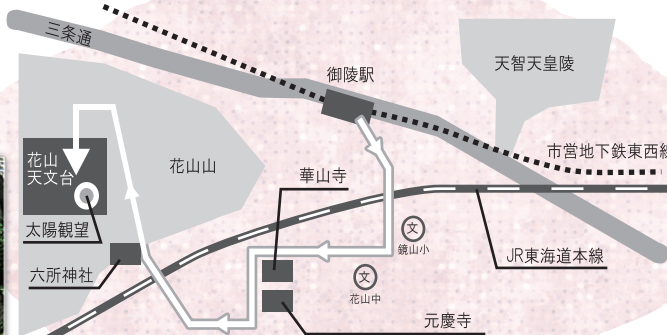 三条通
御陵駅
天智天皇陵
市営地下鉄東西線
花山
天文台
花山山
華山寺
太陽観望
文
鏡山小
六所神社
文
花山中
JR東海道本線
元慶寺